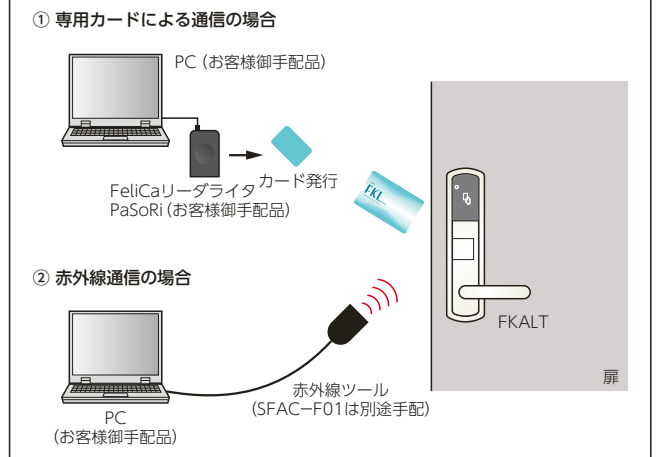 ① 専用カードによる通信の場合
PC（お客様御手配品）
FeliCaリーダライタ
PaSoRi（お客様御手配品）
カード発行
FKL
② 赤外線通信の場合
FKALT
扉
赤外線ツール
（SFAC－F01は別途手配）
PC
（お客様御手配品）